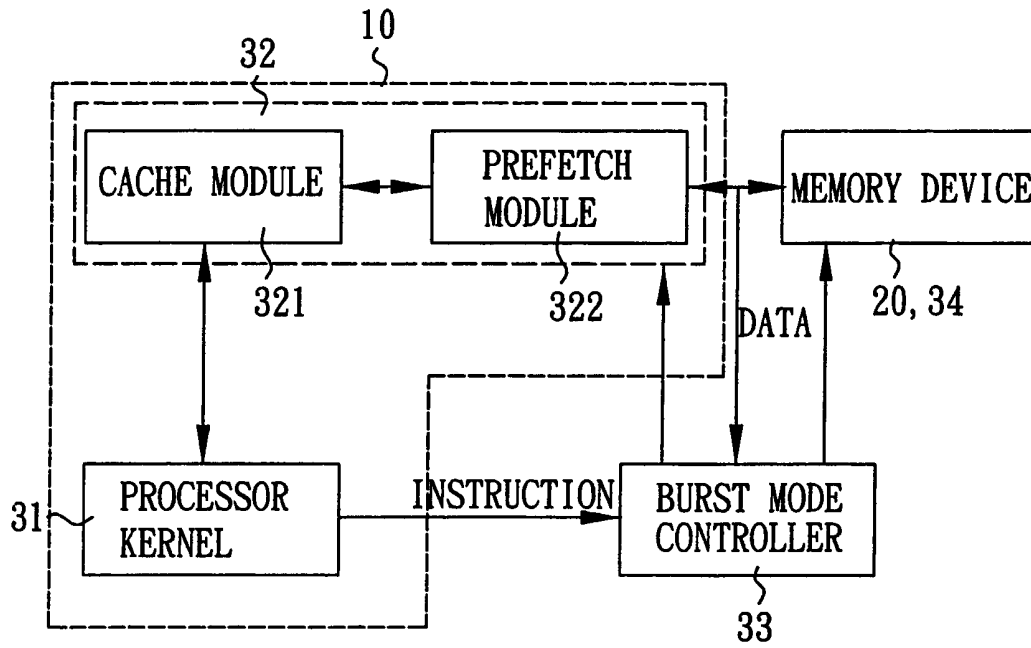 10
32
CACHE MODULE
PREFETCH
MODULE
MEMORY DEVICE
321
322
20, 34
DATA
31
PROCESSOR
KERNEL
INSTRUCTION
BURST MODE
CONTROLLER
33